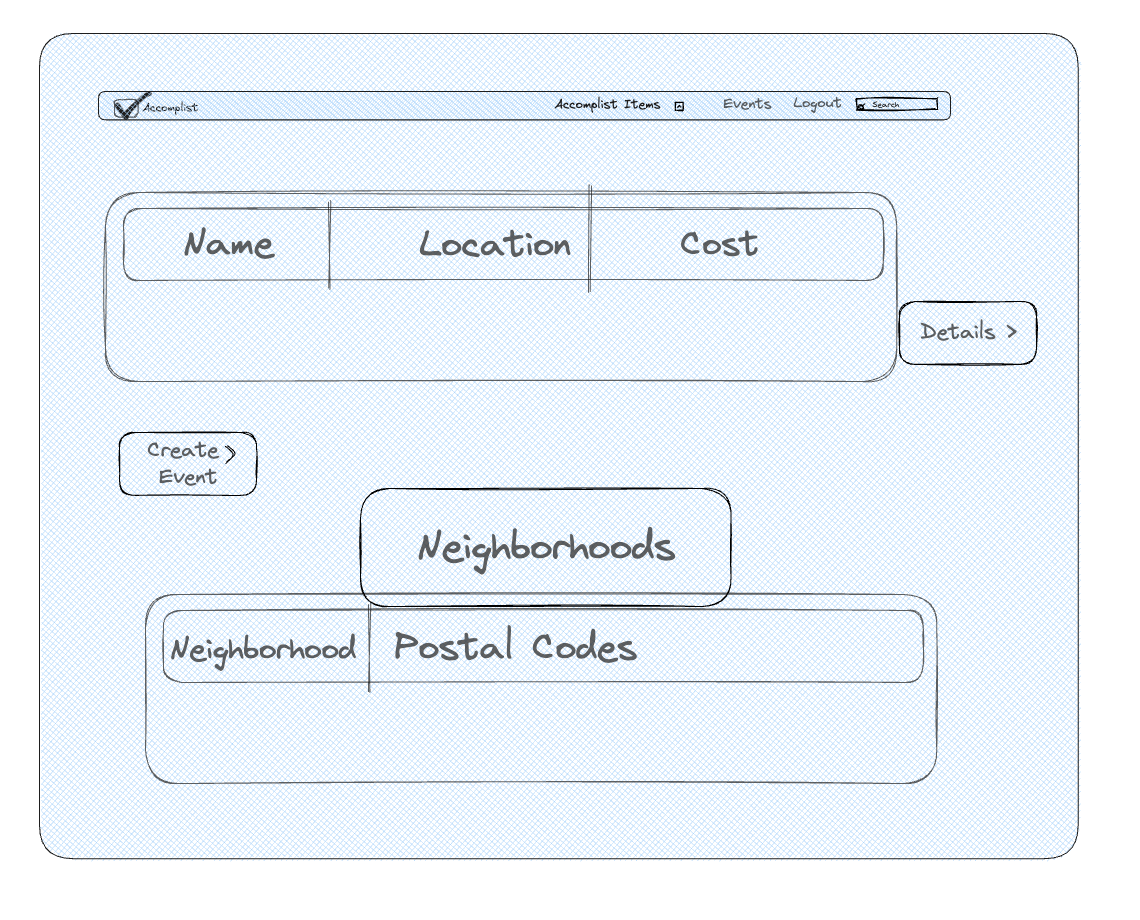 Accomplist
Accomplist Items
Events
Logout
Search
Name
Location
Cost
Details >
Create >
Event
Neighborhoods
Neighborhood
Postal Codes